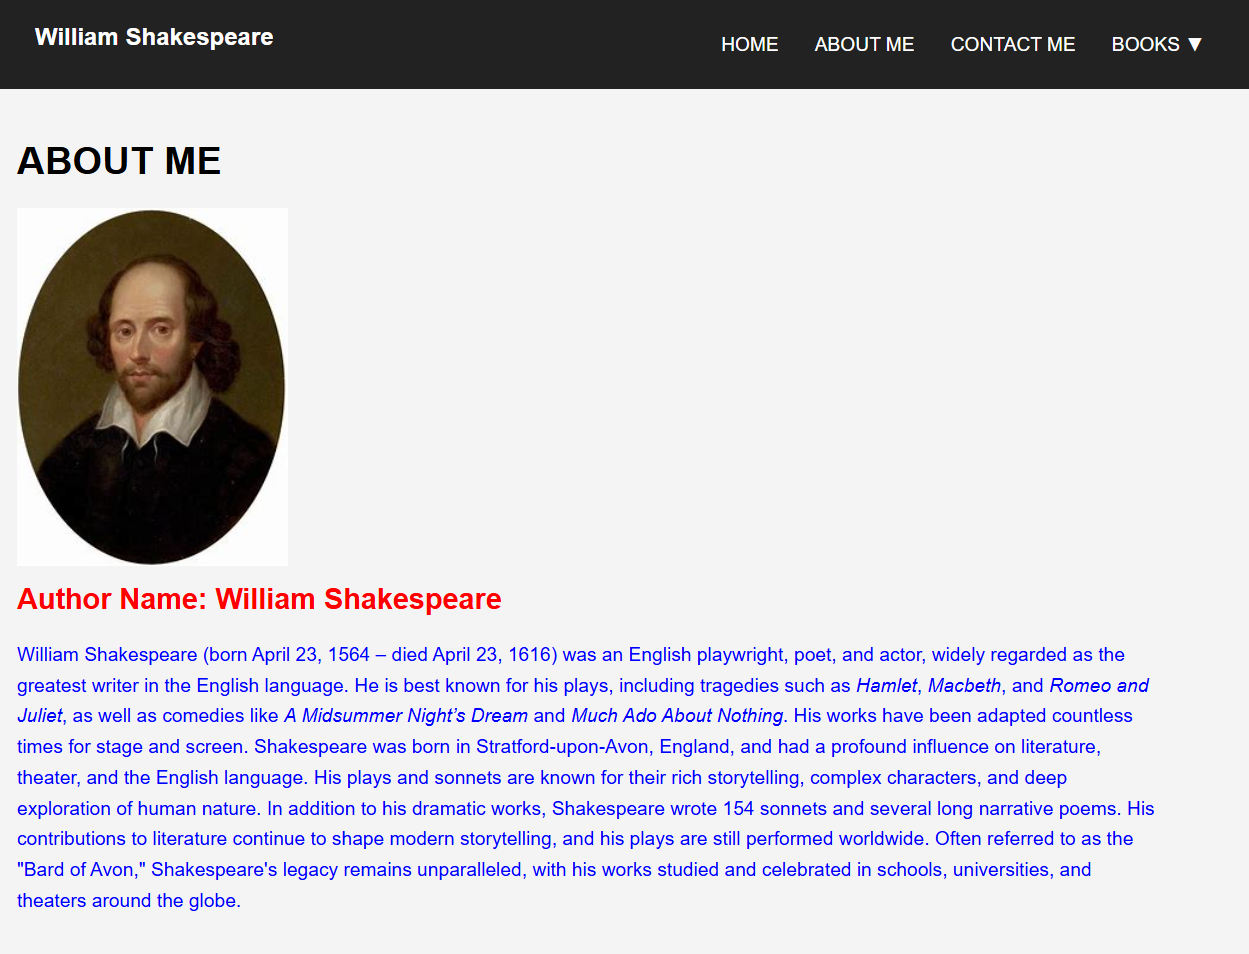 William Shakespeare
HOME ABOUT ME CONTACT ME BOOKS ▼
ABOUT ME
Author Name: William Shakespeare
William Shakespeare (born April 23, 1564 – died April 23, 1616) was an English playwright, poet, and actor, widely regarded as the
greatest writer in the English language. He is best known for his plays, including tragedies such as Hamlet, Macbeth, and Romeo and
Juliet, as well as comedies like A Midsummer Night’s Dream and Much Ado About Nothing. His works have been adapted countless
times for stage and screen. Shakespeare was born in Stratford-upon-Avon, England, and had a profound influence on literature,
theater, and the English language. His plays and sonnets are known for their rich storytelling, complex characters, and deep
exploration of human nature. In addition to his dramatic works, Shakespeare wrote 154 sonnets and several long narrative poems. His
contributions to literature continue to shape modern storytelling, and his plays are still performed worldwide. Often referred to as the
"Bard of Avon," Shakespeare's legacy remains unparalleled, with his works studied and celebrated in schools, universities, and
theaters around the globe.